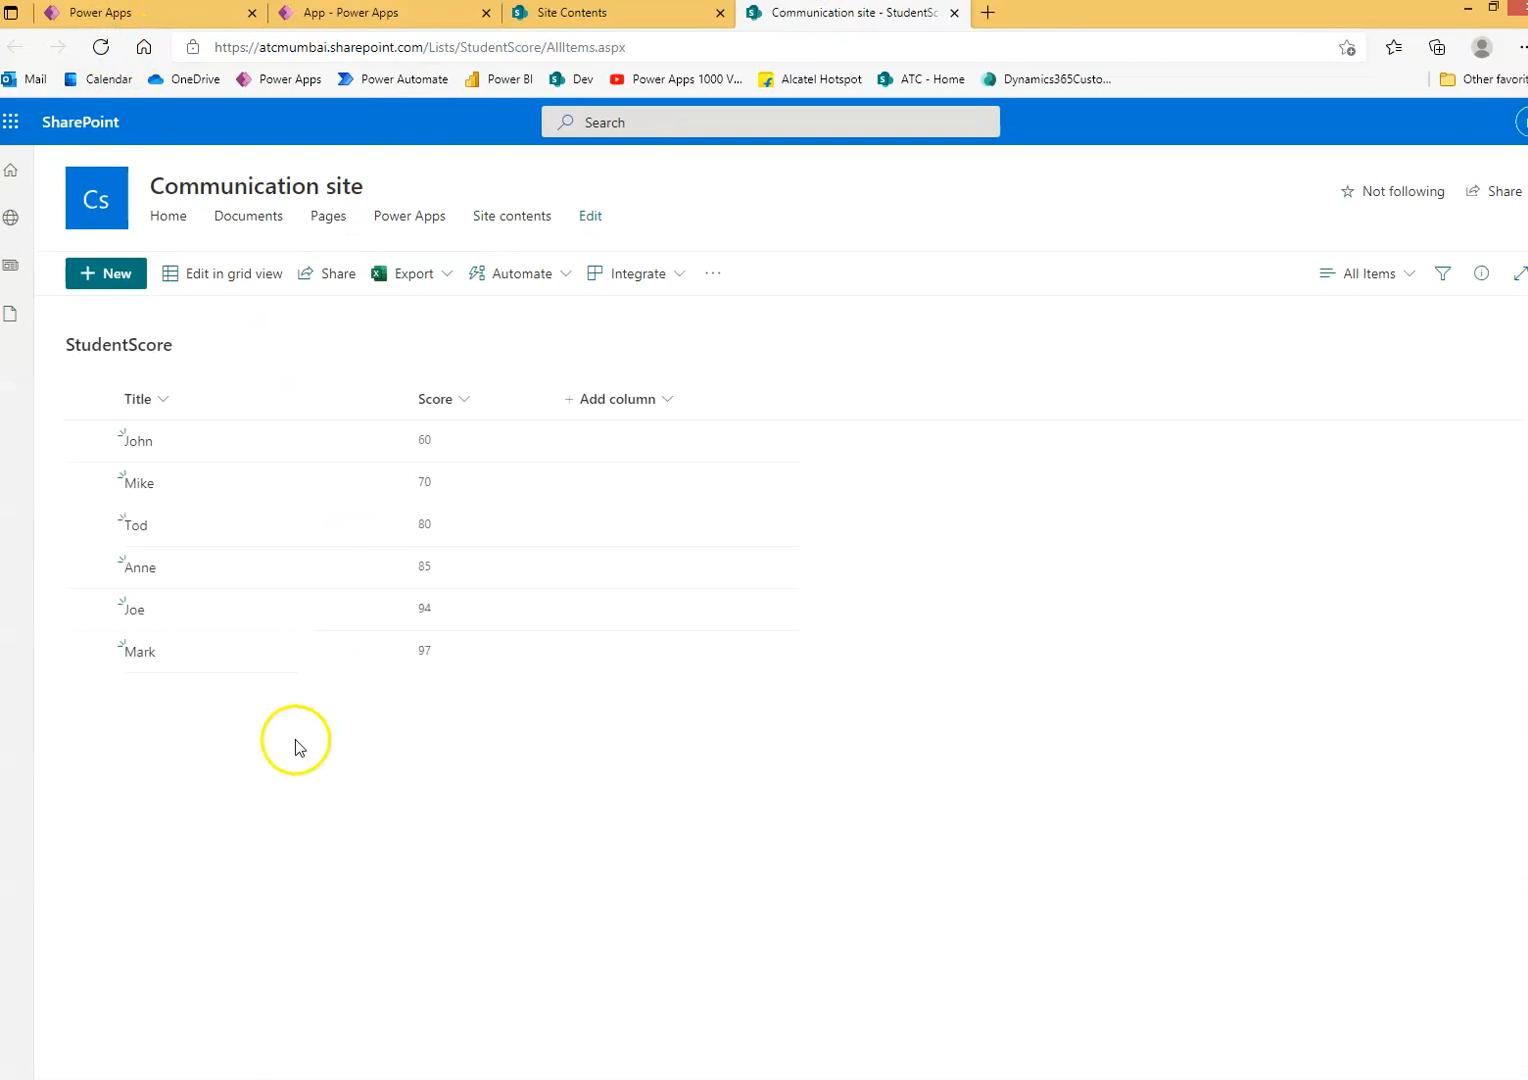 Power Apps
App - Power Apps
Site Contents
Communication site - StudentSc
https://atcmumbai.sharepoint.com/Lists/StudentScore/AllItems.aspx
Mail
Calendar
OneDrive
Power Apps
Power Automate
Power BI
Dev
Power Apps 1000 V...
Alcatel Hotspot
ATC - Home
Dynamics365Custo...
Other favorit
SharePoint
Search
Cs
Communication site
Home
Documents
Pages
Power Apps
Site contents
Edit
Not following
Share
New
Edit in grid view
Share
Export
Automate
Integrate
All Items
StudentScore
Title Score + Add column
John 60
Mike 70
Tod 80
Anne 85
Joe 94
Mark 97